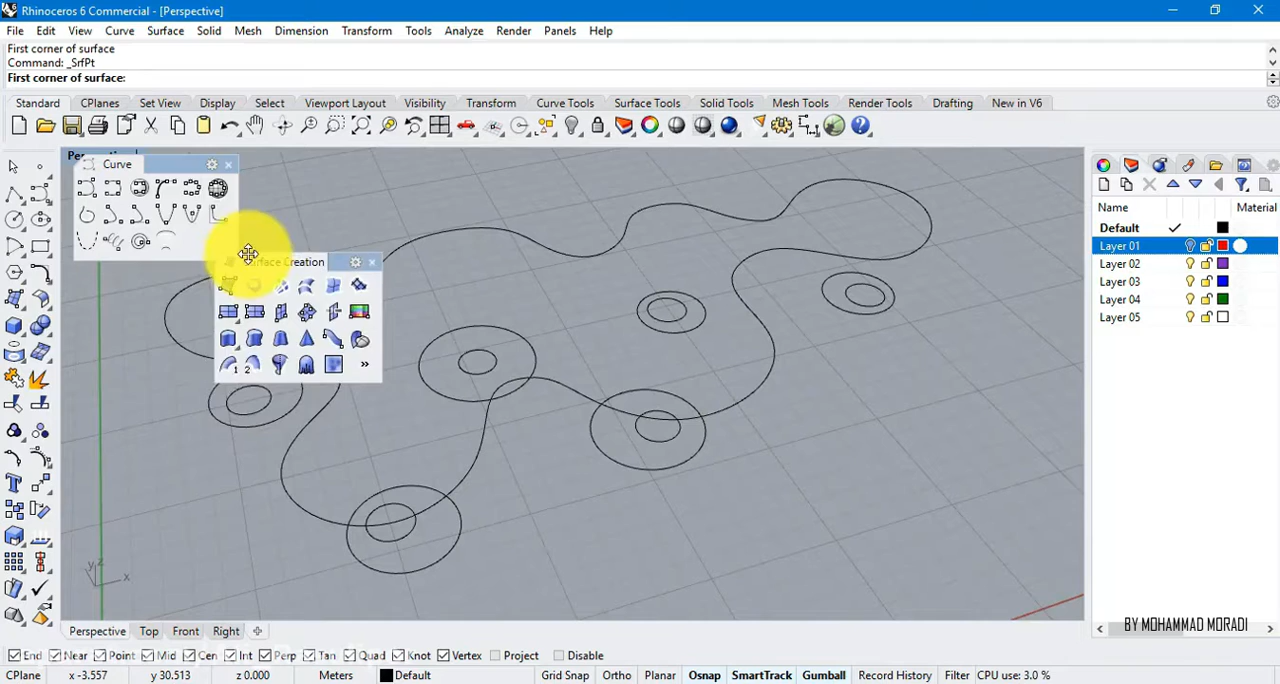 Rhinoceros 6 Commercial - [Perspective]
File Edit View Curve Surface Solid Mesh Dimension Transform Tools Analyze Render Panels Help
First corner of surface
Command: _SrfPt
First corner of surface:
Standard CPlanes Set View Display Select Viewport Layout Visibility Transform Curve Tools Surface Tools Solid Tools Mesh Tools Render Tools Drafting New in V6
Curve
Name Material
Default
Layer 01
Layer 02
Layer 03
Layer 04
Layer 05
1 2 »
y z x
BY MOHAMMAD MORADI
Perspective Top Front Right
End Near Point Mid Cen Int Perp Tan Quad Knot Vertex Project Disable
CPlane x -3.557 y 30.513 z 0.000 Meters Default Grid Snap Ortho Planar Osnap SmartTrack Gumball Record History Filter CPU use: 3.0 %